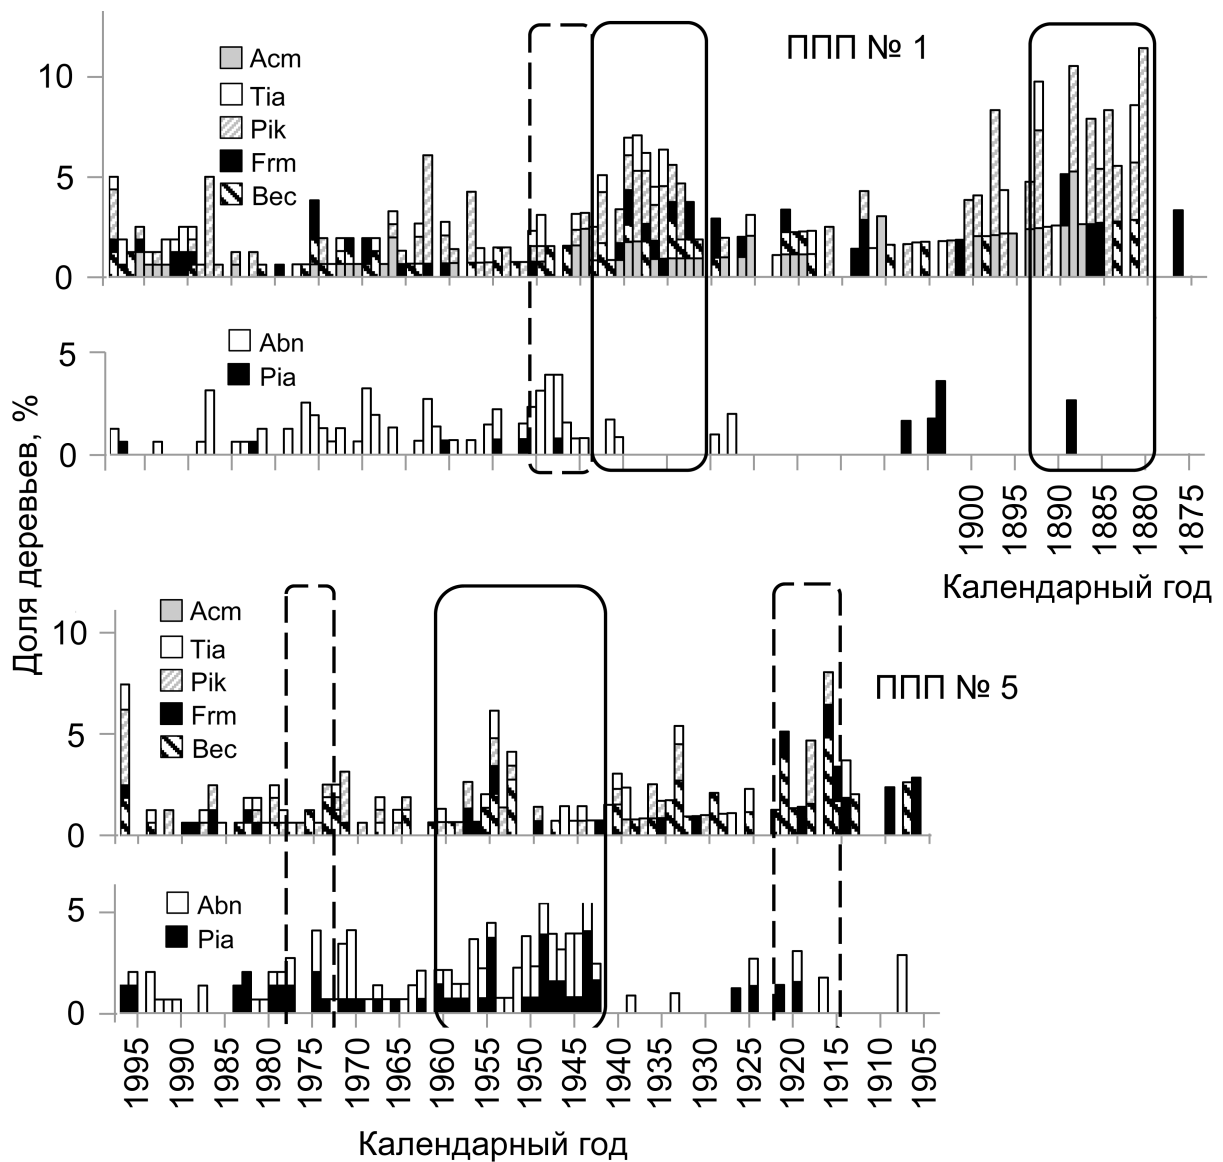 ППП № 1
10
5
0
Acm
Tia
Pik
Frm
Bec
5
0
Abn
Pia
1900
1895
1890
1885
1880
1875
Календарный год
Доля деревьев, %
ППП № 5
10
5
0
Acm
Tia
Pik
Frm
Bec
5
0
Abn
Pia
1995
1990
1985
1980
1975
1970
1965
1960
1955
1950
1945
1940
1935
1930
1925
1920
1915
1910
1905
Календарный год